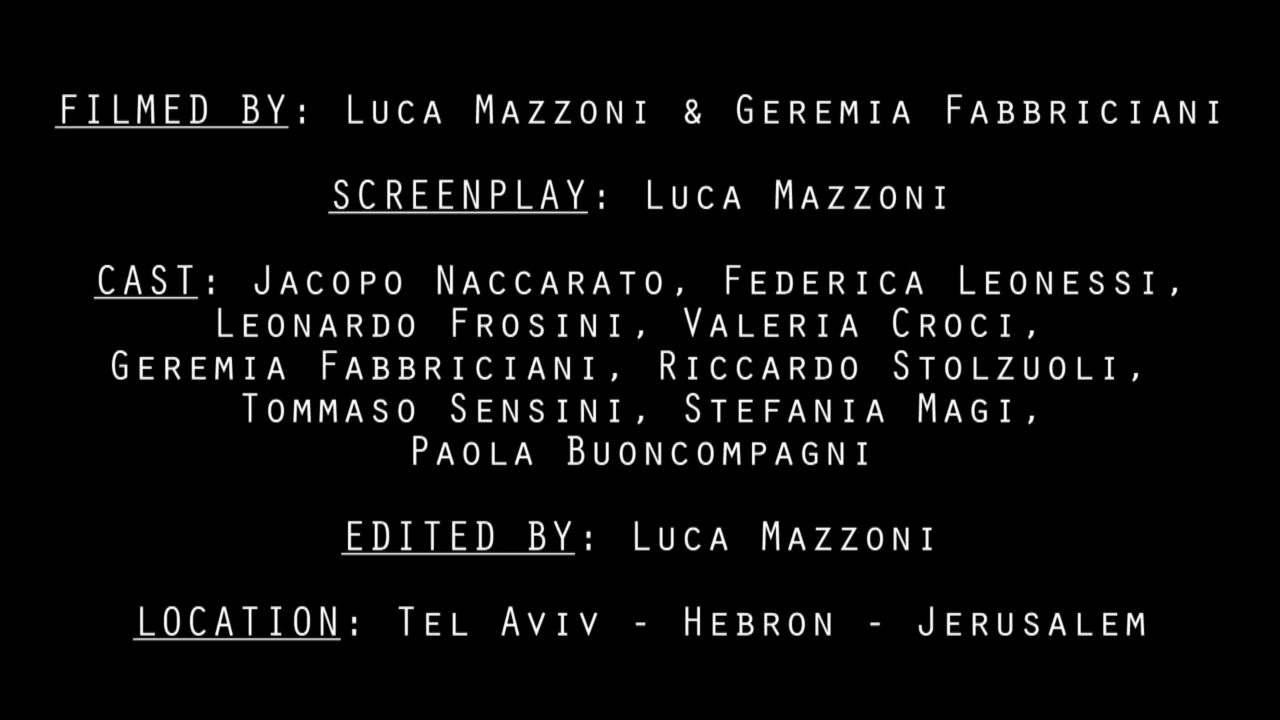 FILMED BY: LUCA MAZZONI & GEREMIA FABBRICIANI
SCREENPLAY: LUCA MAZZONI
CAST: JACOPO NACCARATO, FEDERICA LEONESSI,
LEONARDO FROSINI, VALERIA CROCI,
GEREMIA FABBRICIANI, RICCARDO STOLZUOLI,
TOMMASO SENSINI, STEFANIA MAGI,
PAOLA BUONCOMPAGNI
EDITED BY: LUCA MAZZONI
LOCATION: TEL AVIV - HEBRON - JERUSALEM